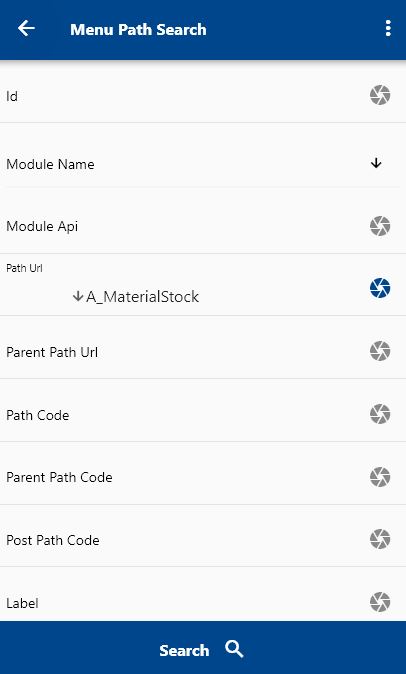 Menu Path Search
Id
Module Name
Module Api
Path Url
A_MaterialStock
Parent Path Url
Path Code
Parent Path Code
Post Path Code
Label
Search